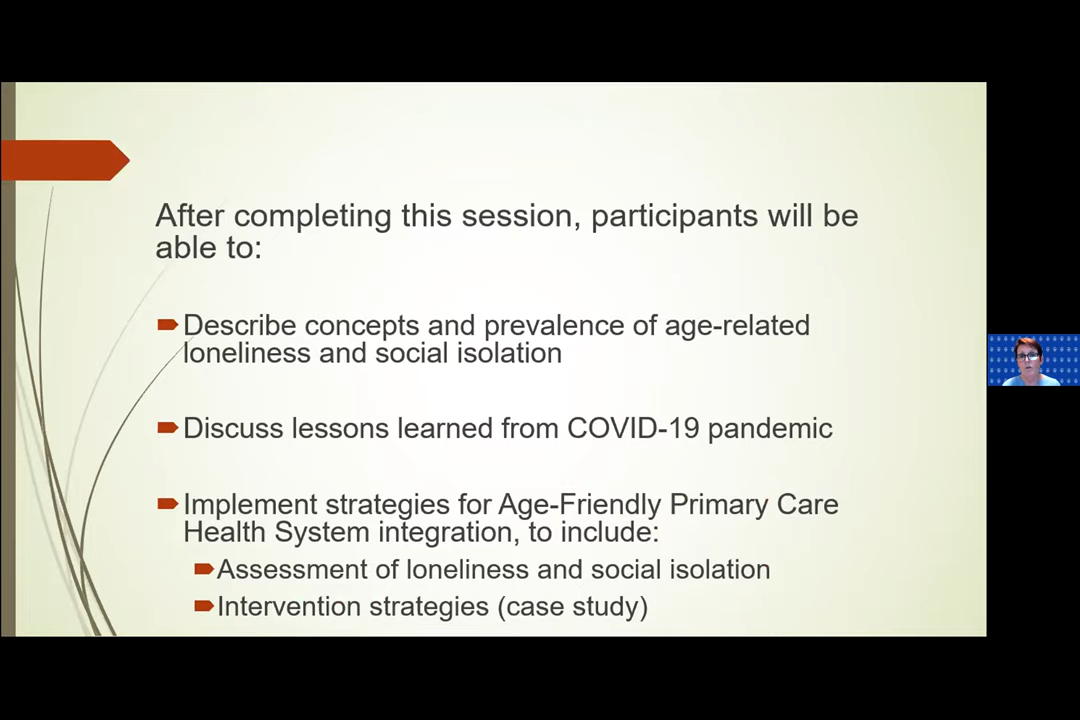 After completing this session, participants will be
able to:
Describe concepts and prevalence of age-related
loneliness and social isolation
Discuss lessons learned from COVID-19 pandemic
Implement strategies for Age-Friendly Primary Care
Health System integration, to include:
Assessment of loneliness and social isolation
Intervention strategies (case study)